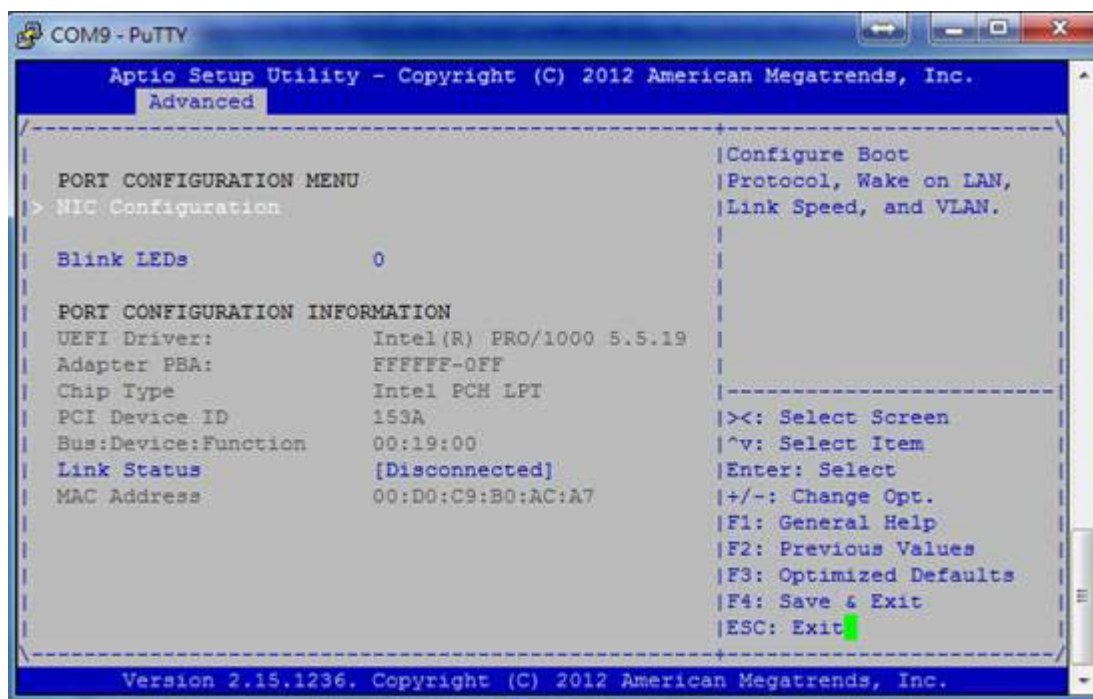 COM9 - PuTTY
Aptio Setup Utility - Copyright (C) 2012 American Megatrends, Inc.
Advanced
PORT CONFIGURATION MENU
> NIC Configuration
Blink LEDs 0
PORT CONFIGURATION INFORMATION
UEFI Driver: Intel(R) PRO/1000 5.5.19
Adapter PBA: FFFFFF-0FF
Chip Type Intel PCH LPT
PCI Device ID 153A
Bus:Device:Function 00:19:00
Link Status [Disconnected]
MAC Address 00:D0:C9:B0:AC:A7
Configure Boot
Protocol, Wake on LAN,
Link Speed, and VLAN.
><: Select Screen
^v: Select Item
Enter: Select
+/-: Change Opt.
F1: General Help
F2: Previous Values
F3: Optimized Defaults
F4: Save & Exit
ESC: Exit
Version 2.15.1236. Copyright (C) 2012 American Megatrends, Inc.